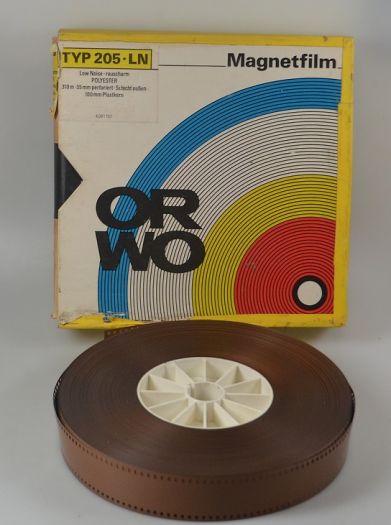 TYP 205·LN
Magnetfilm
Low Noise · rauscharm
POLYESTER
310 m · 35 mm perforiert · Schicht außen ·
100 mm Plastkern
OR
WO